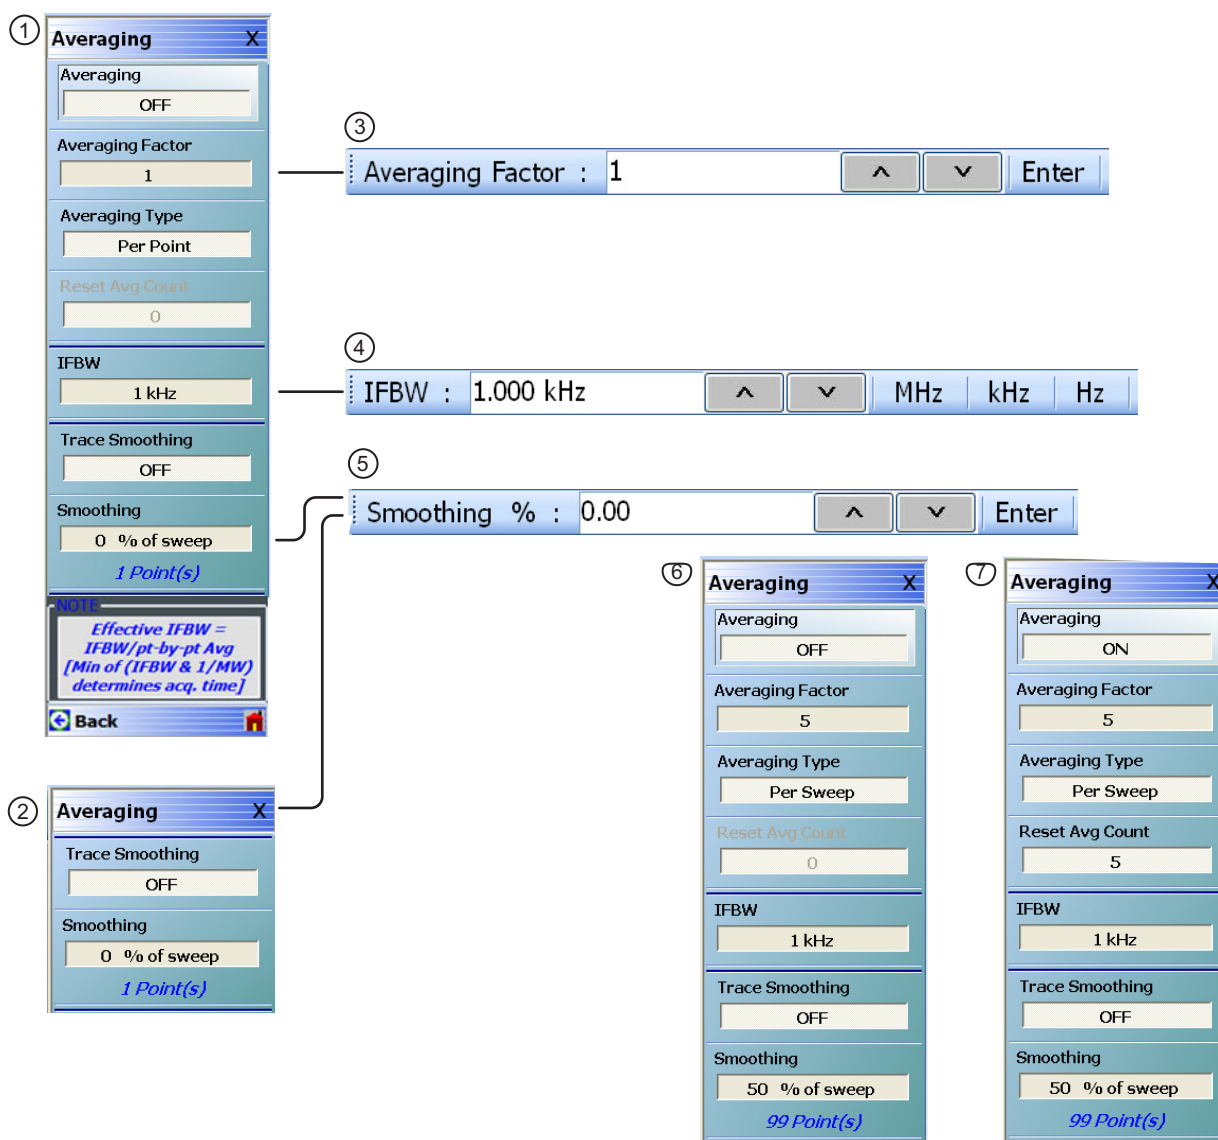 1
Averaging X
Averaging
OFF
Averaging Factor
1
Averaging Type
Per Point
Reset Avg Count
0
IFBW
1 kHz
Trace Smoothing
OFF
Smoothing
0 % of sweep
1 Point(s)
NOTE
Effective IFBW =
IFBW/pt-by-pt Avg
[Min of (IFBW & 1/MW)
determines acq. time]
Back
2
Averaging X
Trace Smoothing
OFF
Smoothing
0 % of sweep
1 Point(s)
3
Averaging Factor : 1 ^ v Enter
4
IFBW : 1.000 kHz ^ v MHz kHz Hz
5
Smoothing % : 0.00 ^ v Enter
6
Averaging X
Averaging
OFF
Averaging Factor
5
Averaging Type
Per Sweep
Reset Avg Count
0
IFBW
1 kHz
Trace Smoothing
OFF
Smoothing
50 % of sweep
99 Point(s)
7
Averaging X
Averaging
ON
Averaging Factor
5
Averaging Type
Per Sweep
Reset Avg Count
5
IFBW
1 kHz
Trace Smoothing
OFF
Smoothing
50 % of sweep
99 Point(s)